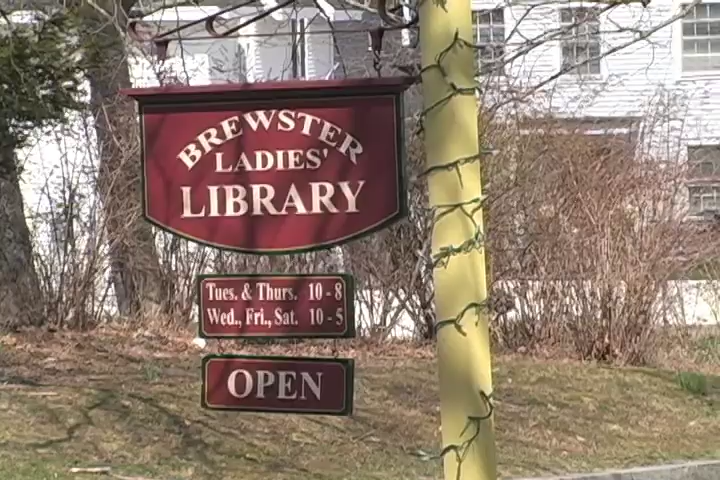 BREWSTER
LADIES'
LIBRARY
Tues. & Thurs. 10 - 8
Wed., Fri., Sat. 10 - 5
OPEN